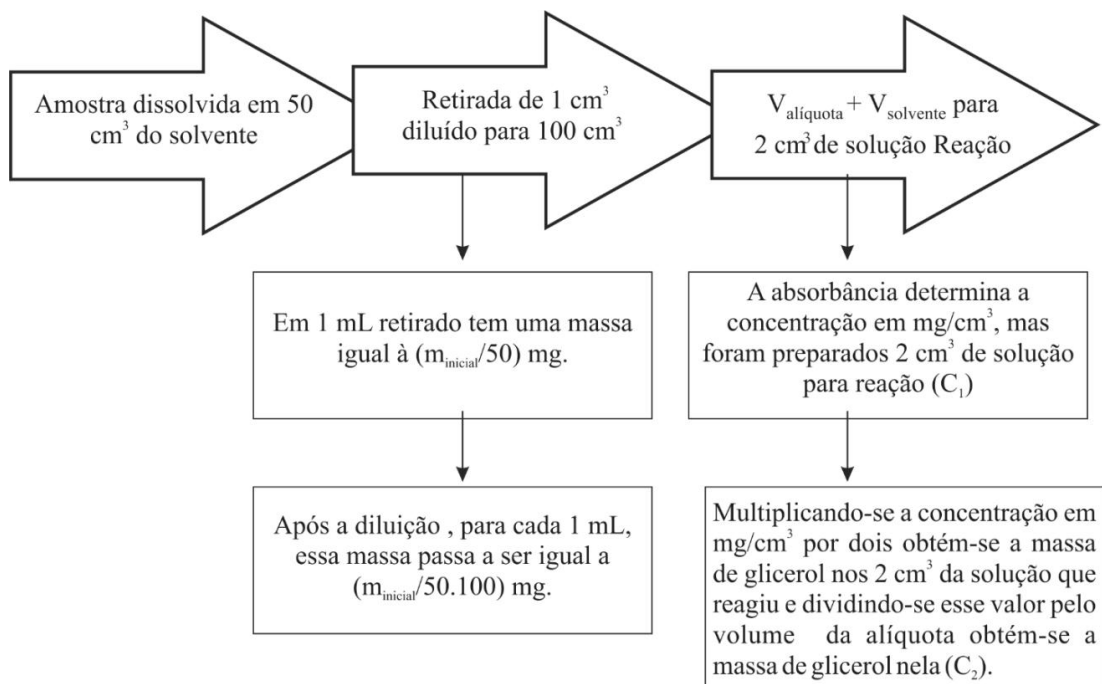 Amostra dissolvida em 50
cm³ do solvente
Retirada de 1 cm³
diluído para 100 cm³
Valíquota + Vsolvente para
2 cm³ de solução Reação
Em 1 mL retirado tem uma massa
igual à (minicial/50) mg.
Após a diluição , para cada 1 mL,
essa massa passa a ser igual a
(minicial/50.100) mg.
A absorbância determina a
concentração em mg/cm³, mas
foram preparados 2 cm³ de solução
para reação (C₁)
Multiplicando-se a concentração em
mg/cm³ por dois obtém-se a massa
de glicerol nos 2 cm³ da solução que
reagiu e dividindo-se esse valor pelo
volume da alíquota obtém-se a
massa de glicerol nela (C₂).